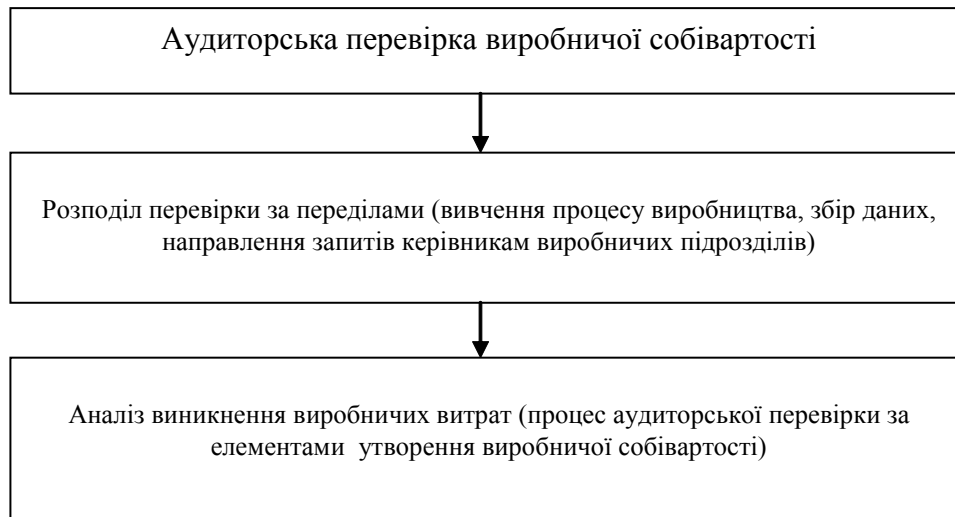 Аудиторська перевірка виробничої собівартості
Розподіл перевірки за переділами (вивчення процесу виробництва, збір даних,
направлення запитів керівникам виробничих підрозділів)
Аналіз виникнення виробничих витрат (процес аудиторської перевірки за
елементами утворення виробничої собівартості)